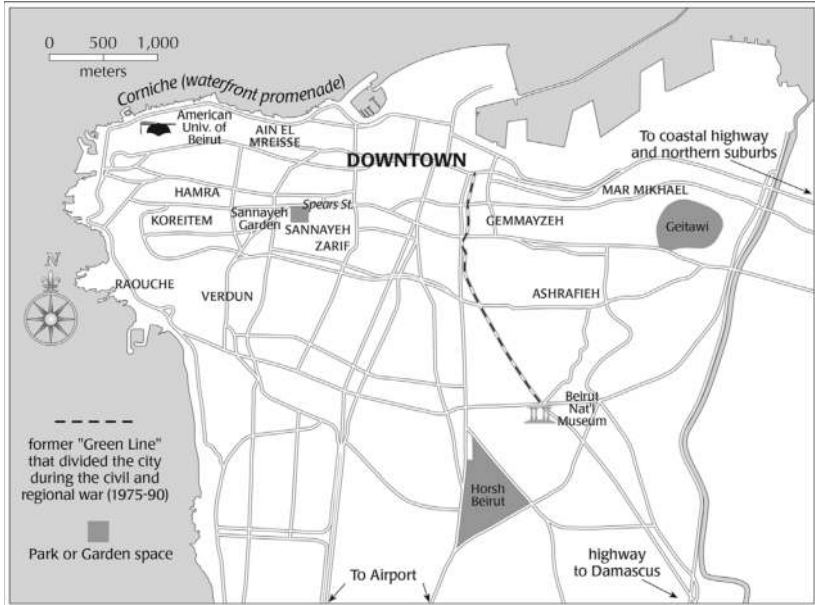 0 500 1,000
meters
Corniche (waterfront promenade)
American
Univ. of
Beirut
AIN EL
MREISSE
DOWNTOWN
To coastal highway
and northern suburbs
HAMRA
MAR MIKHAEL
KOREITEM
Sannayeh
Garden
Spears St.
SANNAYEH
ZARIF
GEMMAYZEH
Geitawi
N
RAOUCHE
VERDUN
ASHRAFIEH
Beirut
Nat'l
Museum
former "Green Line"
that divided the city
during the civil and
regional war (1975-90)
Horsh
Beirut
Park or Garden space
To Airport
highway
to Damascus